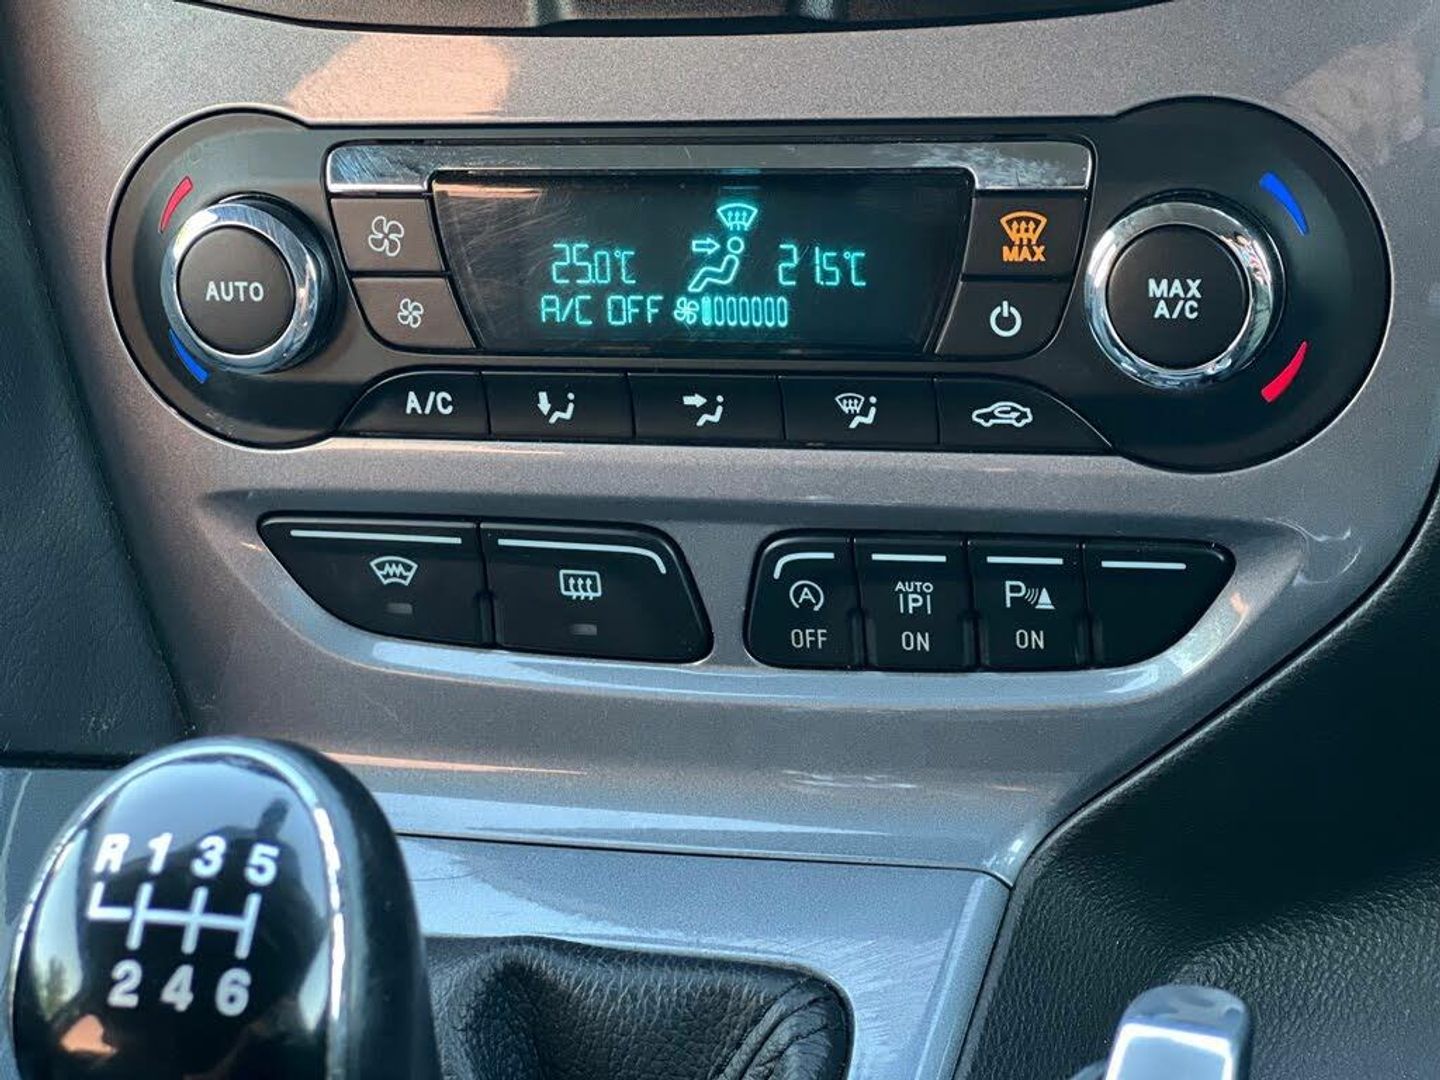 AUTO
25.0°C
21.5°C
A/C OFF
MAX
MAX
A/C
A/C
A
OFF
AUTO
P
ON
P
ON
R 1 3 5
2 4 6